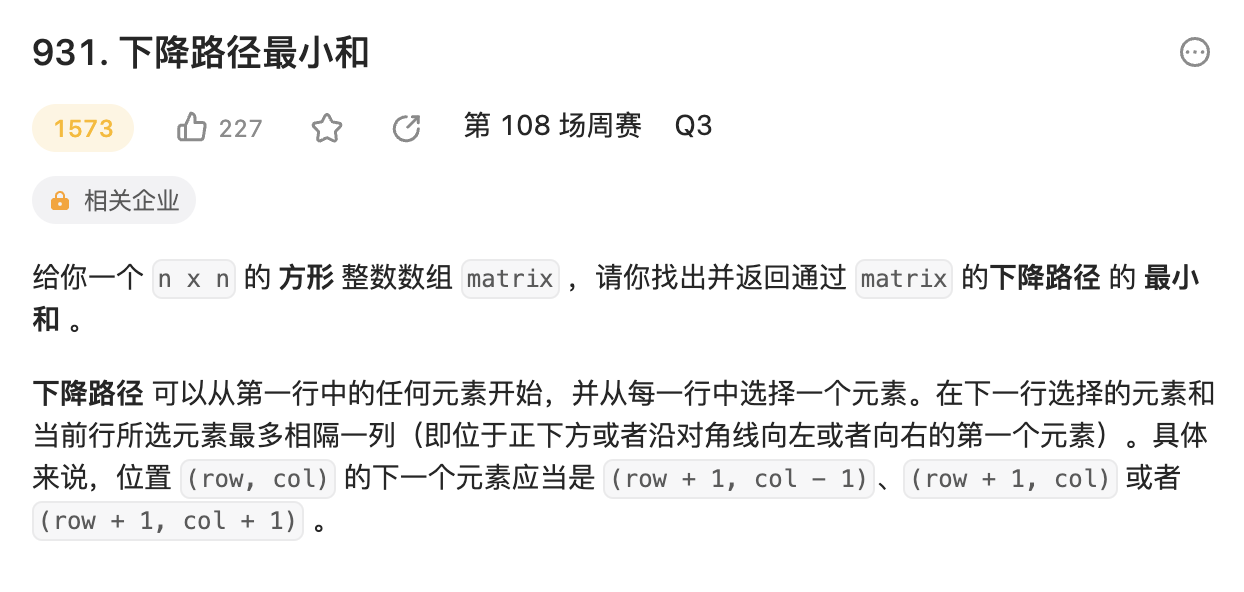 931. 下降路径最小和
1573 227 第 108 场周赛 Q3
相关企业
给你一个 n x n 的 方形 整数数组 matrix ，请你找出并返回通过 matrix 的下降路径 的 最小
和 。
下降路径 可以从第一行中的任何元素开始，并从每一行中选择一个元素。在下一行选择的元素和
当前行所选元素最多相隔一列（即位于正下方或者沿对角线向左或者向右的第一个元素）。具体
来说，位置 (row, col) 的下一个元素应当是 (row + 1, col - 1)、(row + 1, col) 或者
(row + 1, col + 1) 。